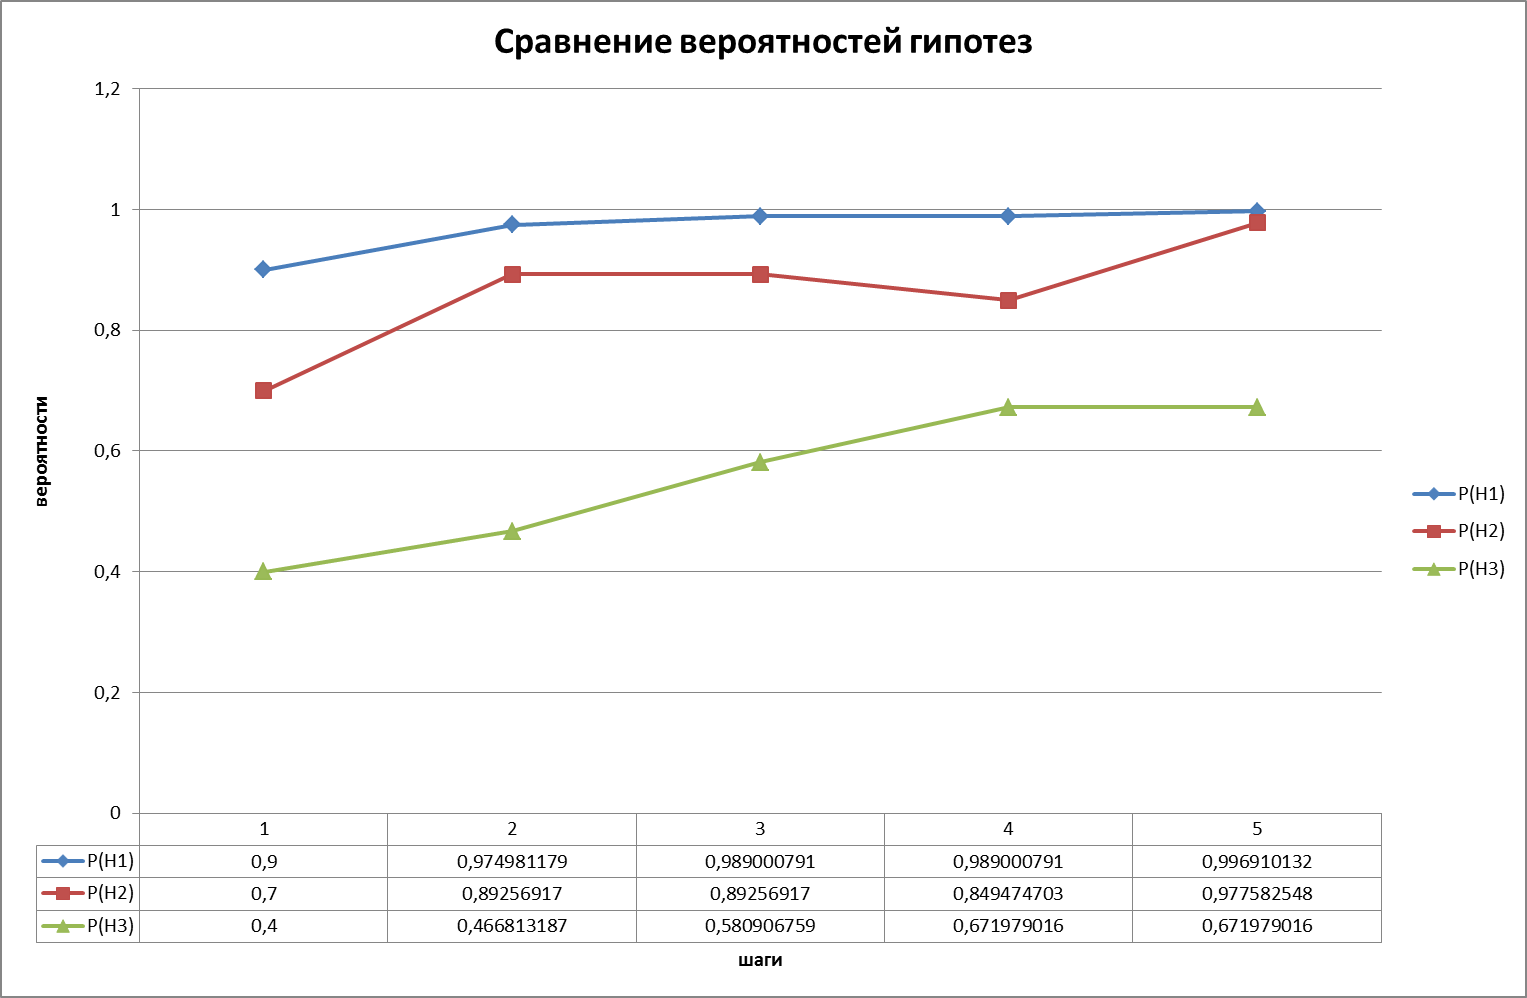 Сравнение вероятностей гипотез
1,2
1
0,8
0,6
0,4
0,2
0
вероятности
P(H1)
P(H2)
P(H3)
1 2 3 4 5
P(H1) 0,9 0,974981179 0,989000791 0,989000791 0,996910132
P(H2) 0,7 0,89256917 0,89256917 0,849474703 0,977582548
P(H3) 0,4 0,466813187 0,580906759 0,671979016 0,671979016
шаги